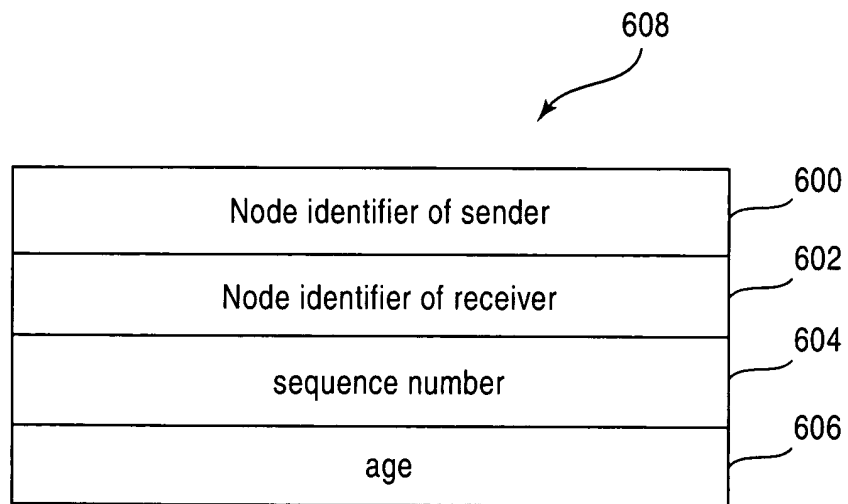 608
Node identifier of sender
600
Node identifier of receiver
602
sequence number
604
age
606